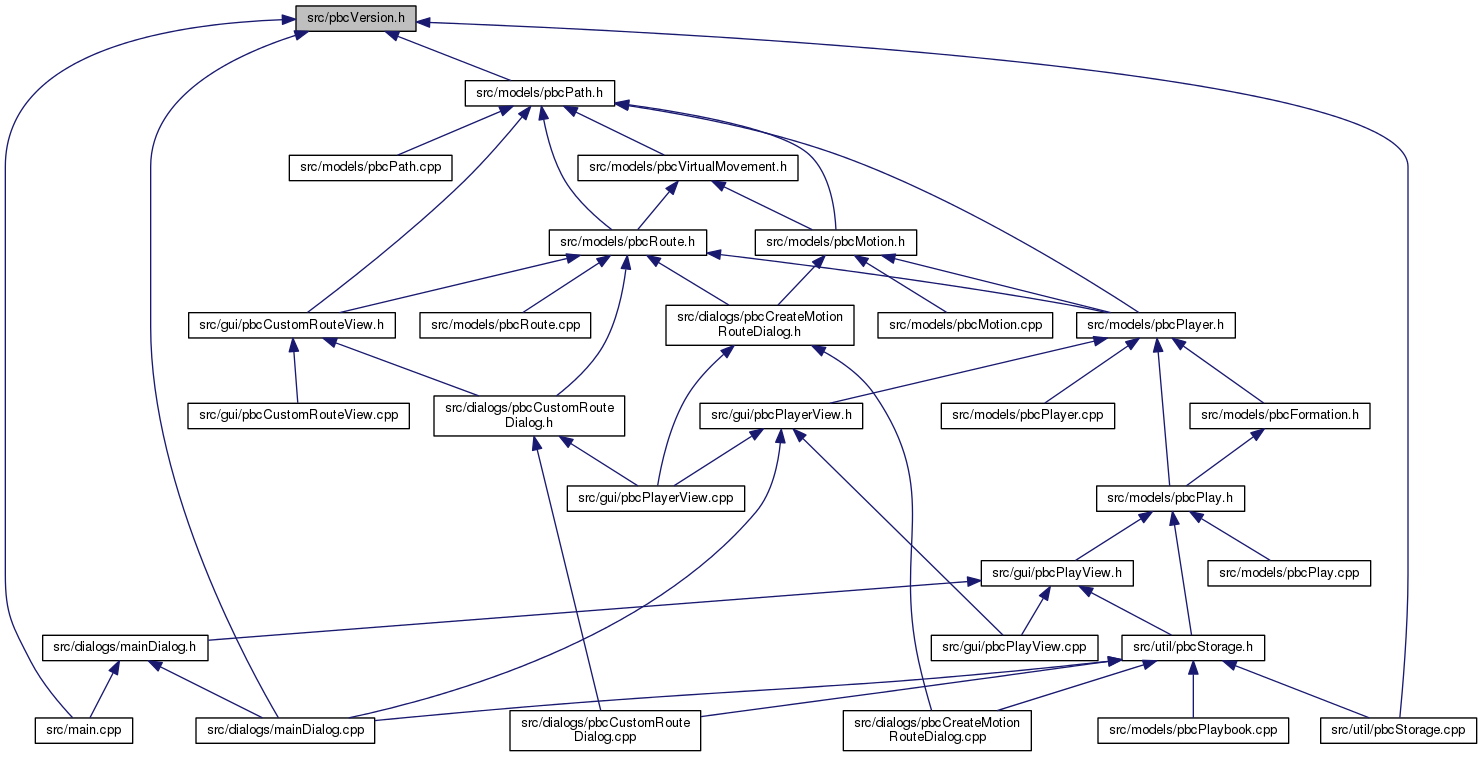 src/pbcVersion.h
src/models/pbcPath.h
src/models/pbcPath.cpp
src/models/pbcVirtualMovement.h
src/models/pbcRoute.h
src/models/pbcMotion.h
src/gui/pbcCustomRouteView.h
src/models/pbcRoute.cpp
src/dialogs/pbcCreateMotion
RouteDialog.h
src/models/pbcMotion.cpp
src/models/pbcPlayer.h
src/gui/pbcCustomRouteView.cpp
src/dialogs/pbcCustomRoute
Dialog.h
src/gui/pbcPlayerView.h
src/models/pbcPlayer.cpp
src/models/pbcFormation.h
src/gui/pbcPlayerView.cpp
src/models/pbcPlay.h
src/gui/pbcPlayView.h
src/models/pbcPlay.cpp
src/dialogs/mainDialog.h
src/gui/pbcPlayView.cpp
src/util/pbcStorage.h
src/main.cpp
src/dialogs/mainDialog.cpp
src/dialogs/pbcCustomRoute
Dialog.cpp
src/dialogs/pbcCreateMotion
RouteDialog.cpp
src/models/pbcPlaybook.cpp
src/util/pbcStorage.cpp